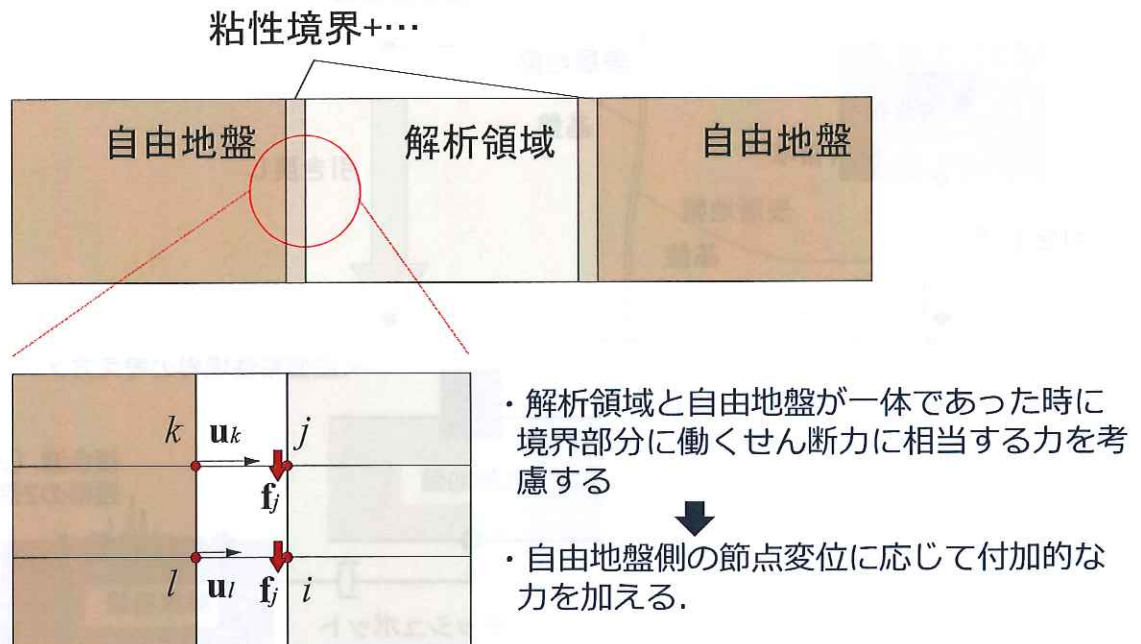 粘性境界+…
自由地盤
解析領域
自由地盤
k
uk
j
fj
l
ul
fj
i
・解析領域と自由地盤が一体であった時に
境界部分に働くせん断力に相当する力を考
慮する
・自由地盤側の節点変位に応じて付加的な
力を加える.